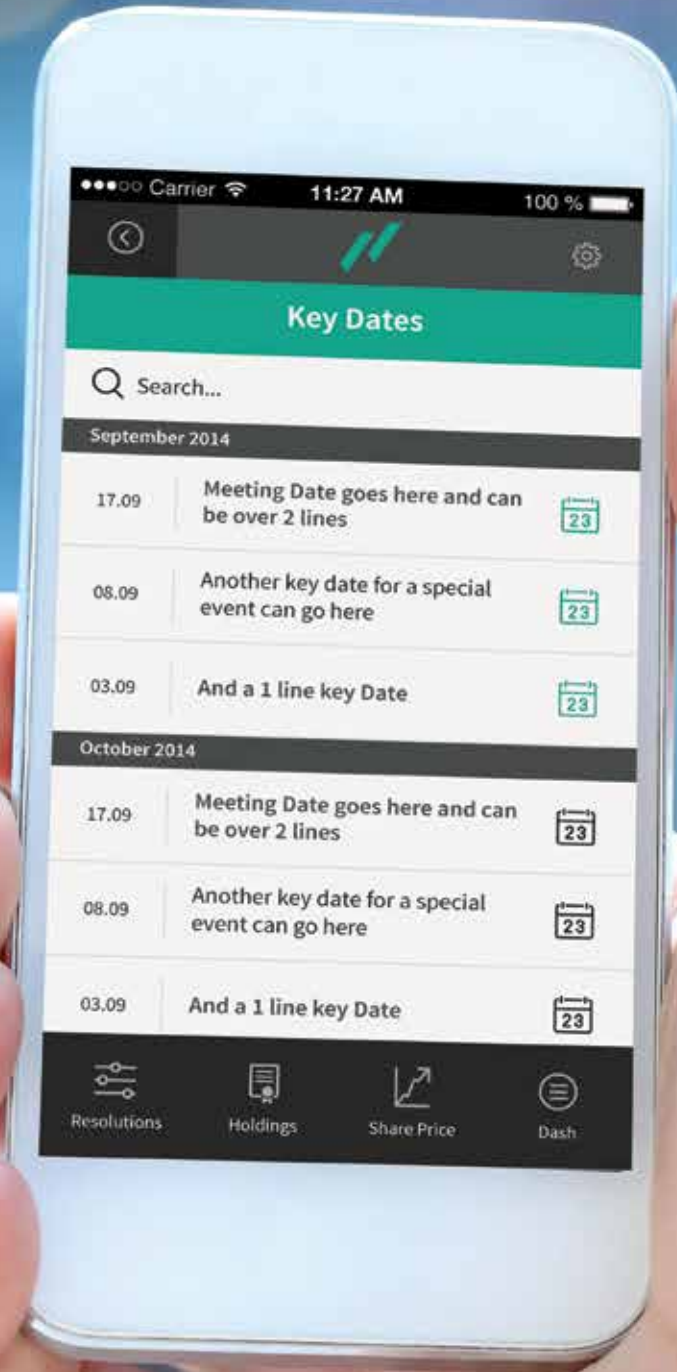 Carrier 11:27 AM 100 %
Key Dates
Search...
September 2014
17.09 Meeting Date goes here and can
be over 2 lines
23
08.09 Another key date for a special
event can go here
23
03.09 And a 1 line key Date
23
October 2014
17.09 Meeting Date goes here and can
be over 2 lines
23
08.09 Another key date for a special
event can go here
23
03.09 And a 1 line key Date
23
Resolutions Holdings Share Price Dash